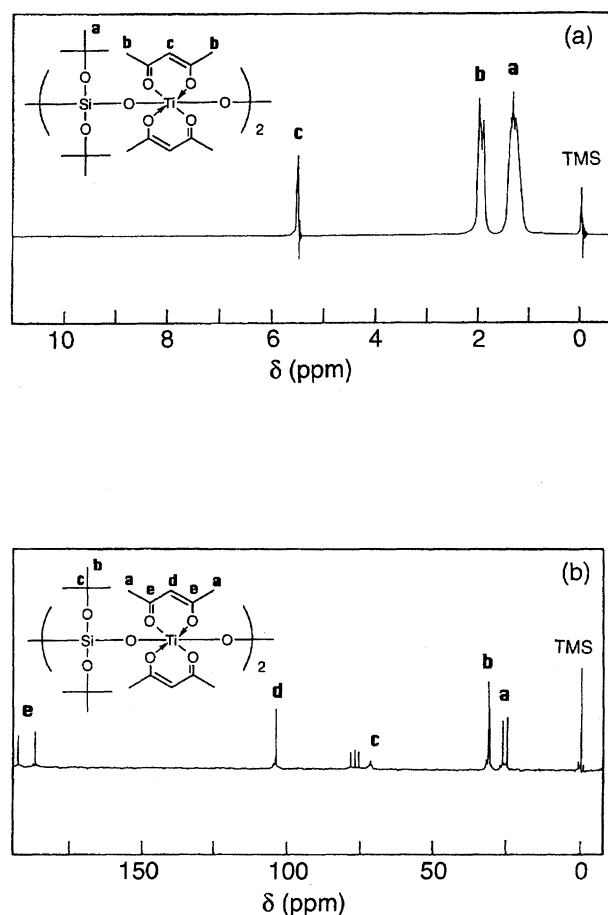 (a)
a
b c b
O O
O O
Si O Ti O
O O O
2
c
b
a
TMS
10 8 6 4 2 0
δ (ppm)
(b)
b
c
a e d e a
O O
O O
Si O Ti O
O O O
2
e
d
c
b
a
TMS
150 100 50 0
δ (ppm)